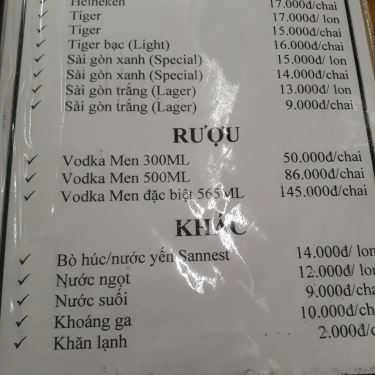 Heineken 17.000đ/chai
Tiger 17.000đ/ lon
Tiger 15.000đ/chai
Tiger bạc (Light) 16.000đ/chai
Sài gòn xanh (Special) 15.000đ/ lon
Sài gòn xanh (Special) 14.000đ/chai
Sài gòn trắng (Lager) 13.000đ/ lon
Sài gòn trắng (Lager) 9.000đ/chai
RƯỢU
Vodka Men 300ML 50.000đ/chai
Vodka Men 500ML 86.000đ/chai
Vodka Men đặc biệt 565ML 145.000đ/chai
KHÁC
Bò húc/nước yến Sannest 14.000đ/ lon
Nước ngọt 12.000đ/ lon
Nước suối 9.000đ/chai
Khoáng ga 10.000đ/cha
Khăn lạnh 2.000đ/c